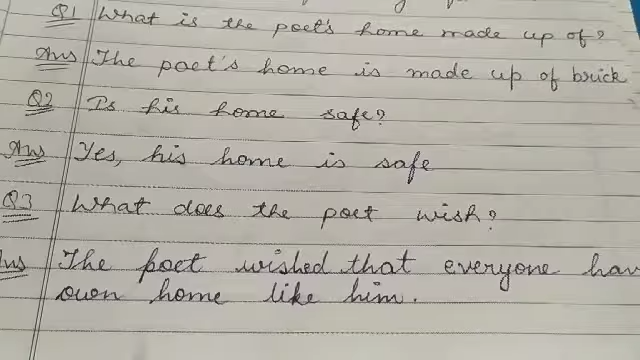 Q1 What is the poet's home made up of?
Ans The poet's home is made up of brick
Q2 Is his home safe?
Ans Yes, his home is safe
Q3 What does the poet wish?
Ans The poet wished that everyone hav
own home like him.